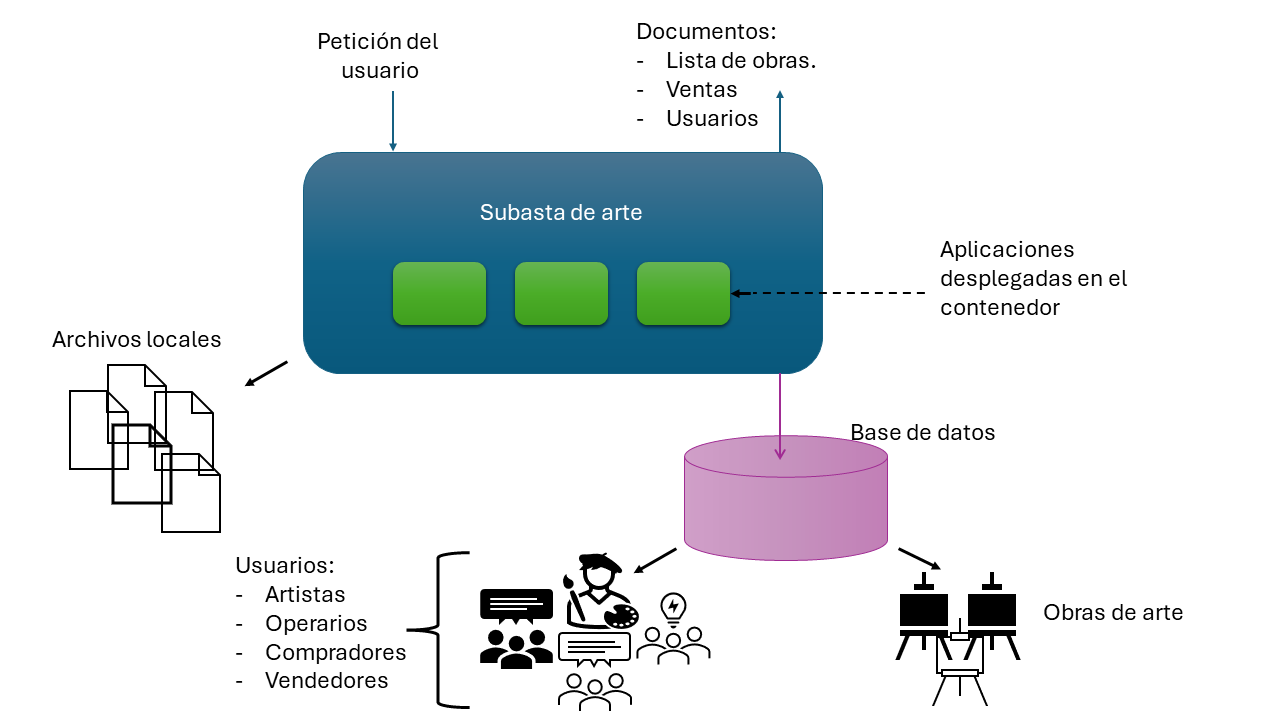 Petición del
usuario
Documentos:
- Lista de obras.
- Ventas
- Usuarios
Subasta de arte
Aplicaciones
desplegadas en el
contenedor
Archivos locales
Base de datos
Usuarios:
- Artistas
- Operarios
- Compradores
- Vendedores
Obras de arte